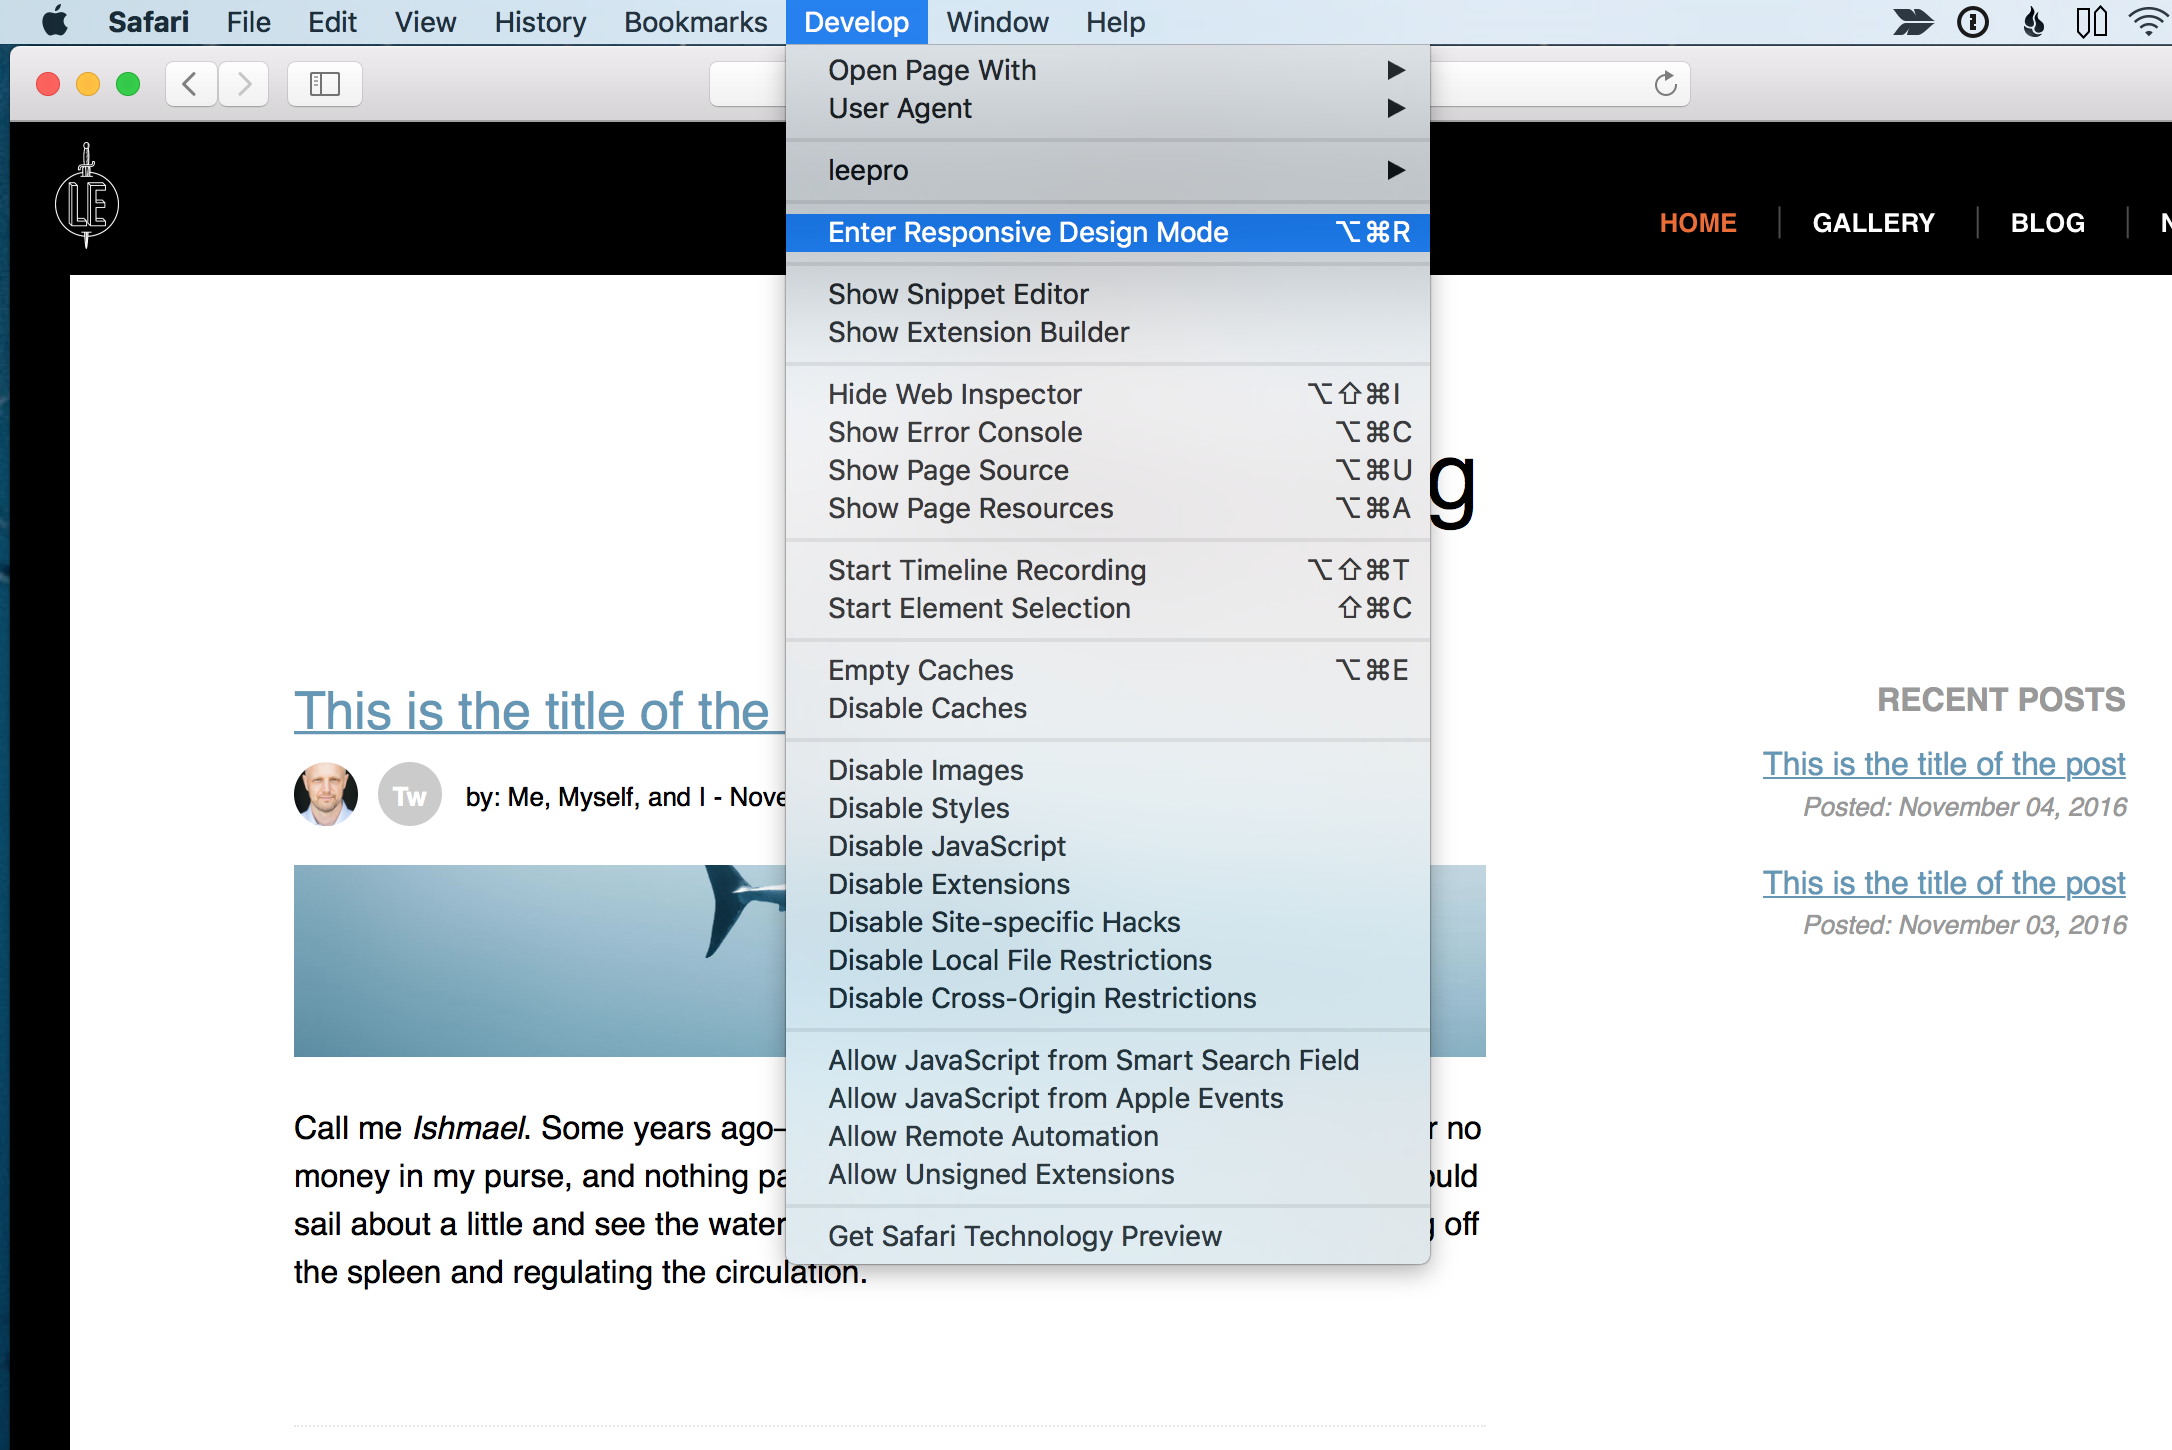 Safari File Edit View History Bookmarks Develop Window Help
Open Page With ▶
User Agent ▶
leepro ▶
Enter Responsive Design Mode ⌥⌘R
Show Snippet Editor
Show Extension Builder
Hide Web Inspector ⌥⇧⌘I
Show Error Console ⌥⌘C
Show Page Source ⌥⌘U
Show Page Resources ⌥⌘A
Start Timeline Recording ⌥⇧⌘T
Start Element Selection ⇧⌘C
Empty Caches ⌥⌘E
Disable Caches
Disable Images
Disable Styles
Disable JavaScript
Disable Extensions
Disable Site-specific Hacks
Disable Local File Restrictions
Disable Cross-Origin Restrictions
Allow JavaScript from Smart Search Field
Allow JavaScript from Apple Events
Allow Remote Automation
Allow Unsigned Extensions
Get Safari Technology Preview
LE
HOME GALLERY BLOG
This is the title of the
Tw by: Me, Myself, and I -
Call me Ishmael. Some years ago— no
money in my purse, and nothing
sail about a little and see the off
the spleen and regulating the circulation.
RECENT POSTS
This is the title of the post
Posted: November 04, 2016
This is the title of the post
Posted: November 03, 2016